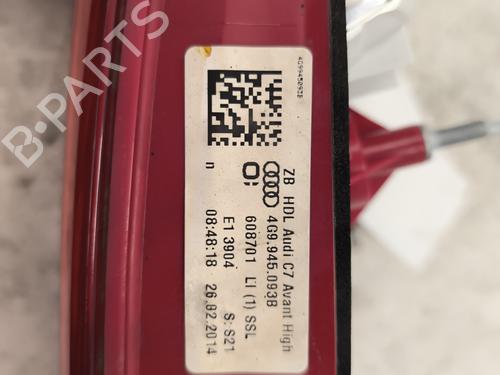 B-PARTS
4G9945093B
ZB HDL Audi C7 Avant High
4G9.945.093B
608701 LI (1) SSL
E1 3904 S: S21
08:48:18 26.02.2014
n